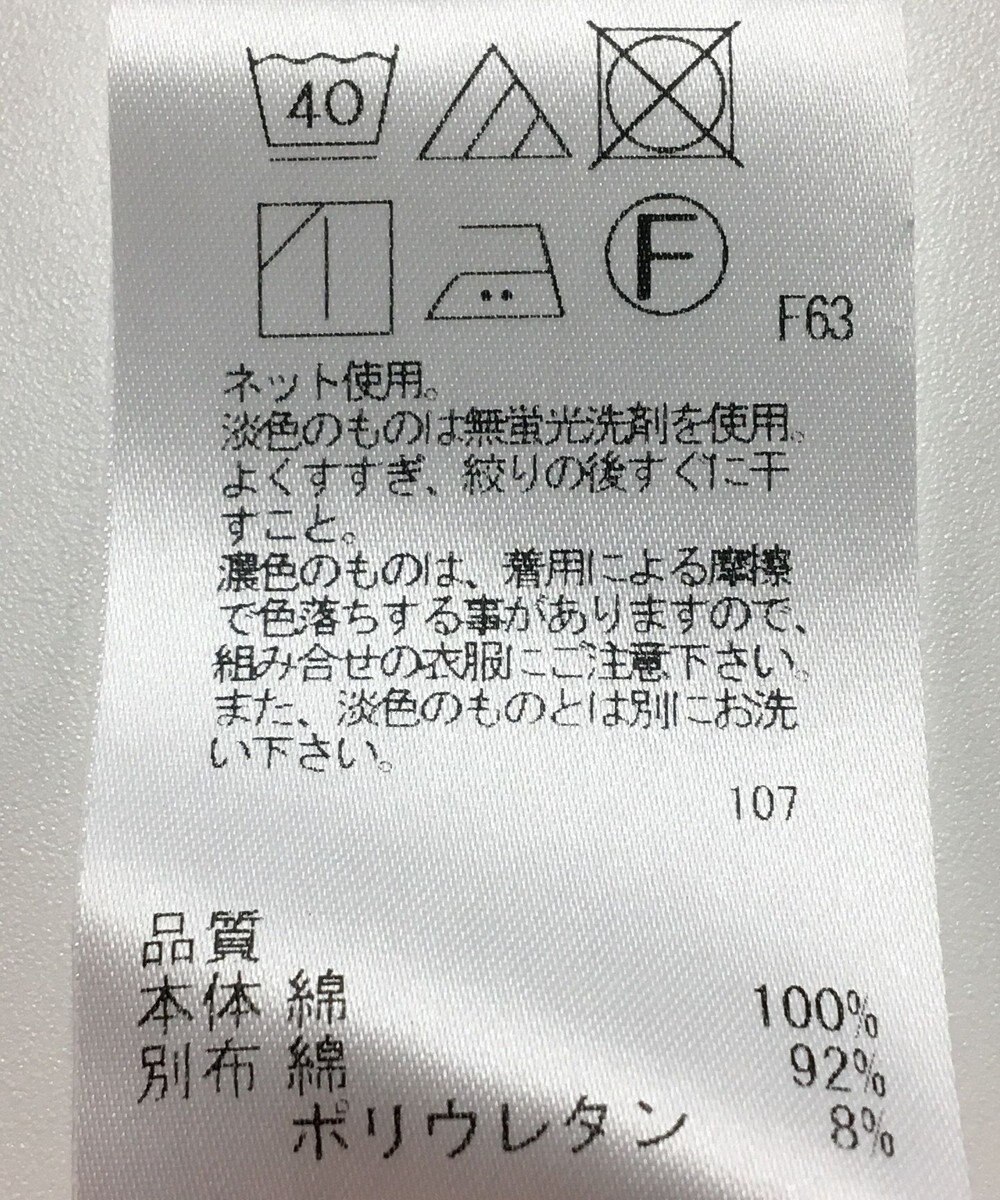 40
F
F63
ネット使用。
淡色のものは無蛍光洗剤を使用。
よくすすぎ、絞りの後すぐに干
すこと。
濃色のものは、着用による摩擦
で色落ちする事がありますので、
組み合せの衣服にご注意下さい。
また、淡色のものとは別にお洗
い下さい。
107
品質
本体 綿 100%
別布 綿 92%
ポリウレタン 8%